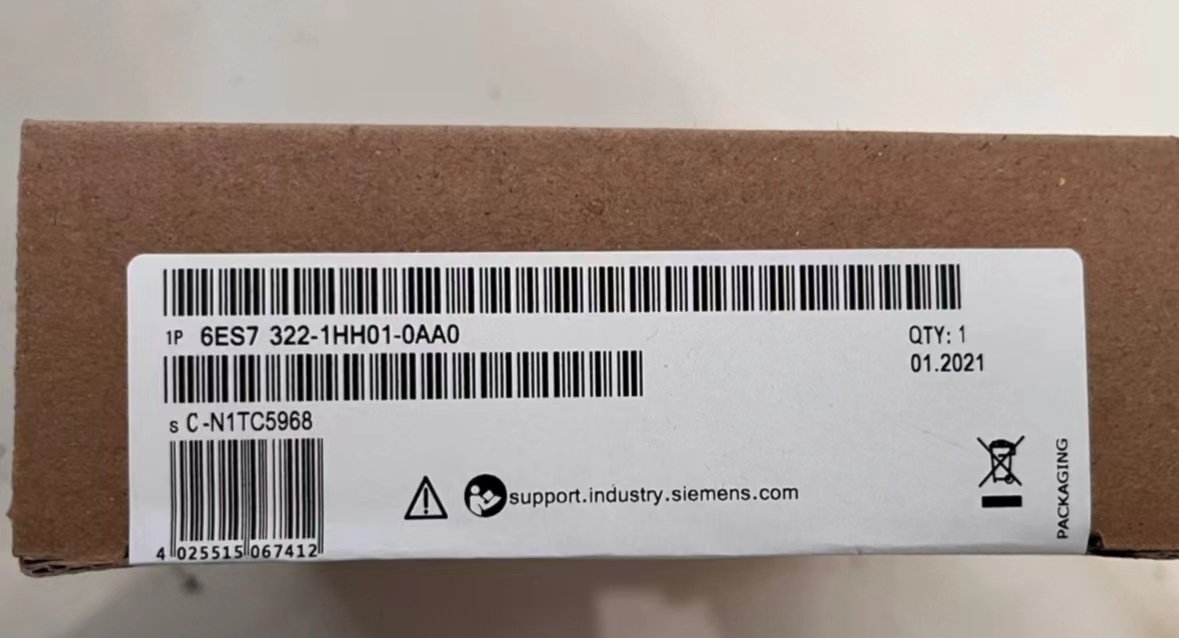 1P 6ES7 322-1HH01-0AA0
QTY: 1
01.2021
s C-N1TC5968
support.industry.siemens.com
PACKAGING
4 025515 067412